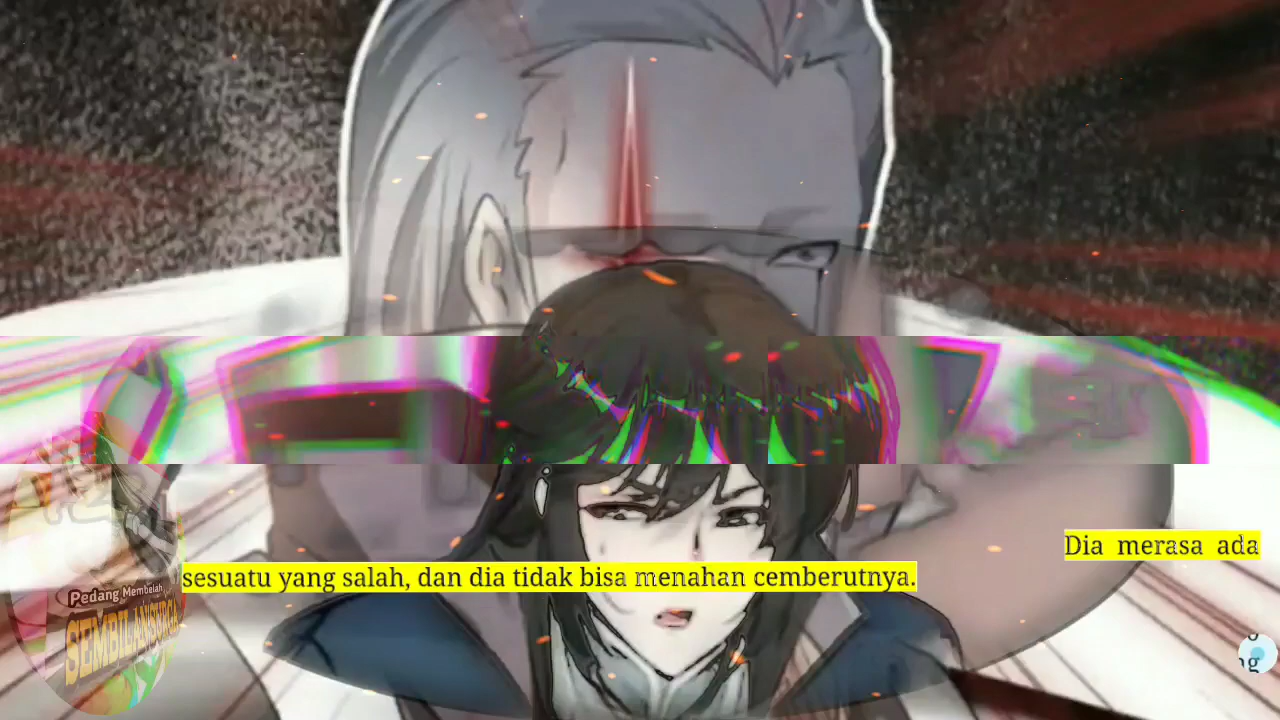 Dia merasa ada
sesuatu yang salah, dan dia tidak bisa menahan cemberutnya.
Pedang Membelah
SEMBILAN SURGA